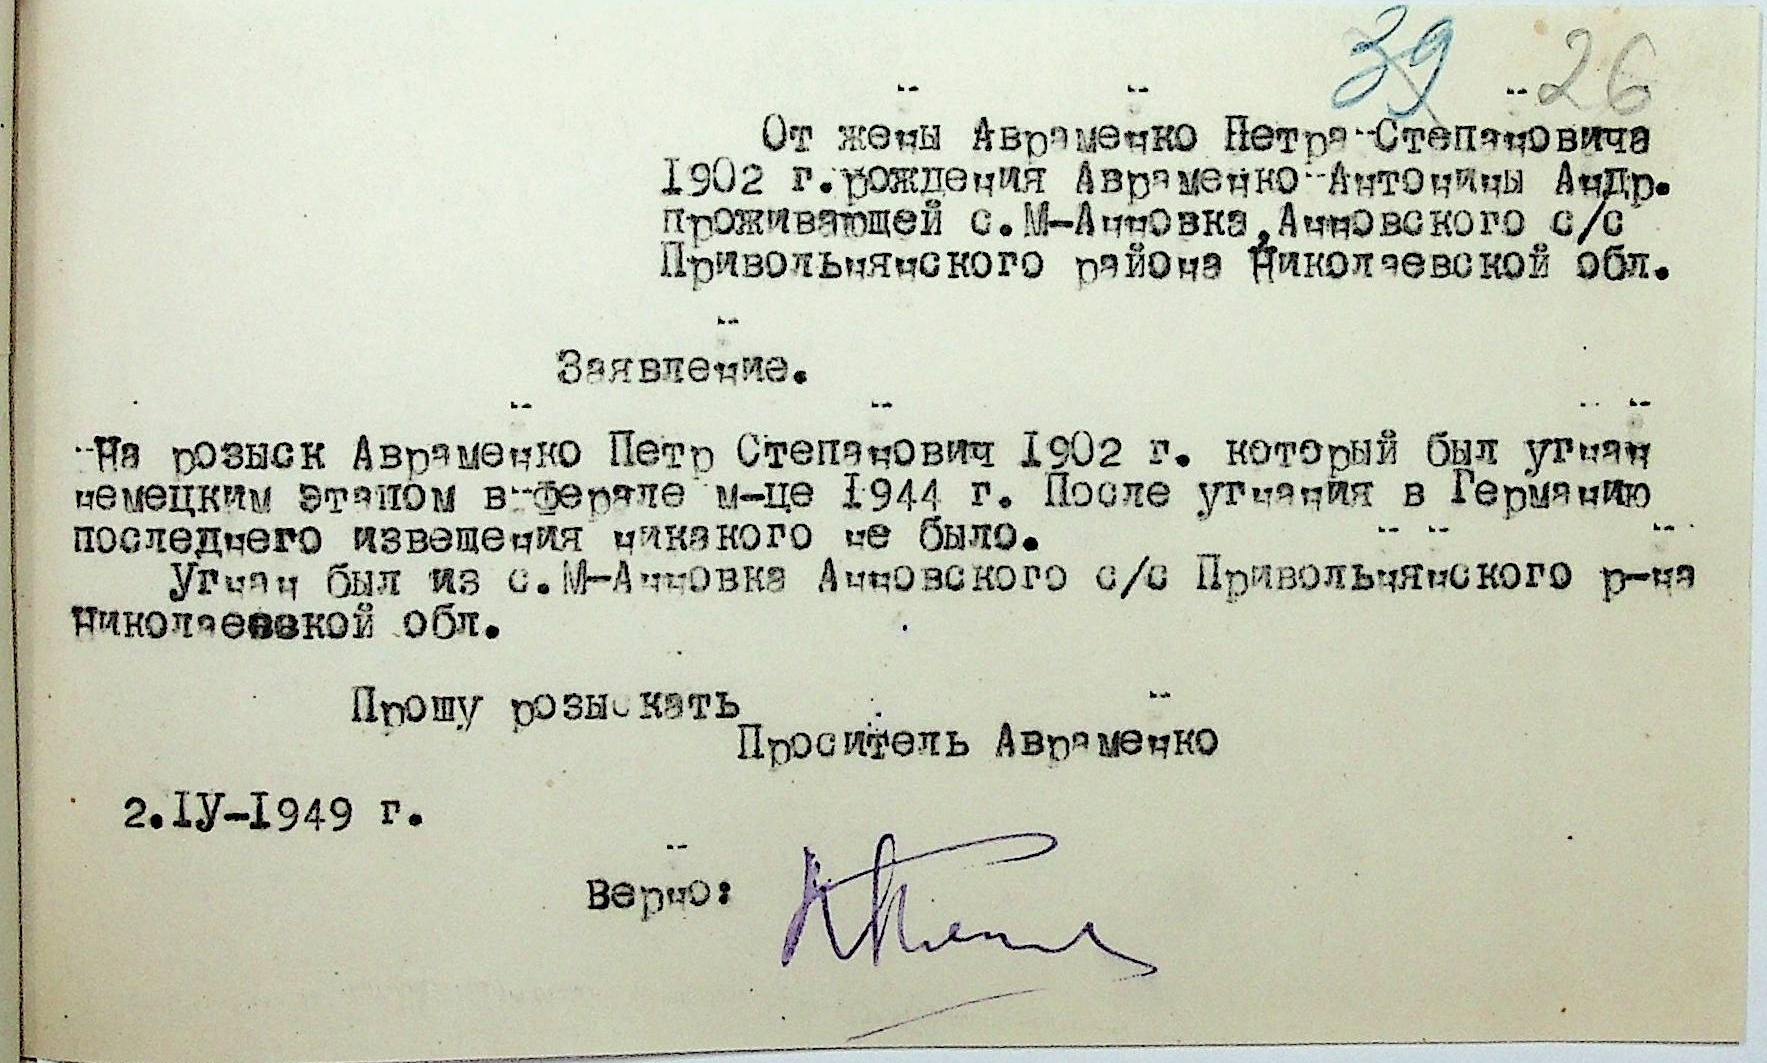 39 26
От жены Авраменко Петра Степановича
1902 г. рождения Авраменко Антонины Андр.
проживающей с. М-Анновка, Анновского с/с
Привольнянского района Николаевской обл.
Заявление.
На розыск Авраменко Петр Степанович 1902 г. который был угнан
немецким этапом в ферале м-це 1944 г. После угнания в Германию
последнего извещения никакого не было.
Угнан был из с. М-Анновка Анновского с/с Привольнянского р-на
Николаевской обл.
Прошу розыскать
Проситель Авраменко
2.IУ-1949 г.
Верно: